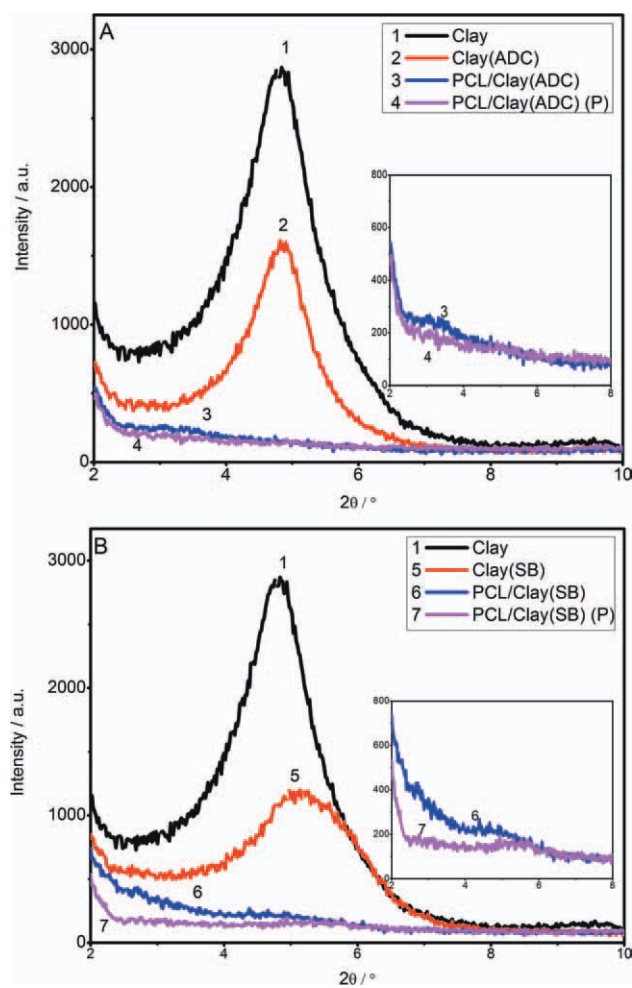 A
3000
2000
1000
0
Intensity / a.u.
1 Clay
2 Clay(ADC)
3 PCL/Clay(ADC)
4 PCL/Clay(ADC) (P)
1
2
3
4
800
600
400
200
0
3
4
2 4 6 8
2 4 6 8 10
2θ / °
B
3000
2000
1000
0
Intensity / a.u.
1 Clay
5 Clay(SB)
6 PCL/Clay(SB)
7 PCL/Clay(SB) (P)
1
5
6
7
800
600
400
200
0
6
7
2 4 6 8
2 4 6 8 10
2θ / °